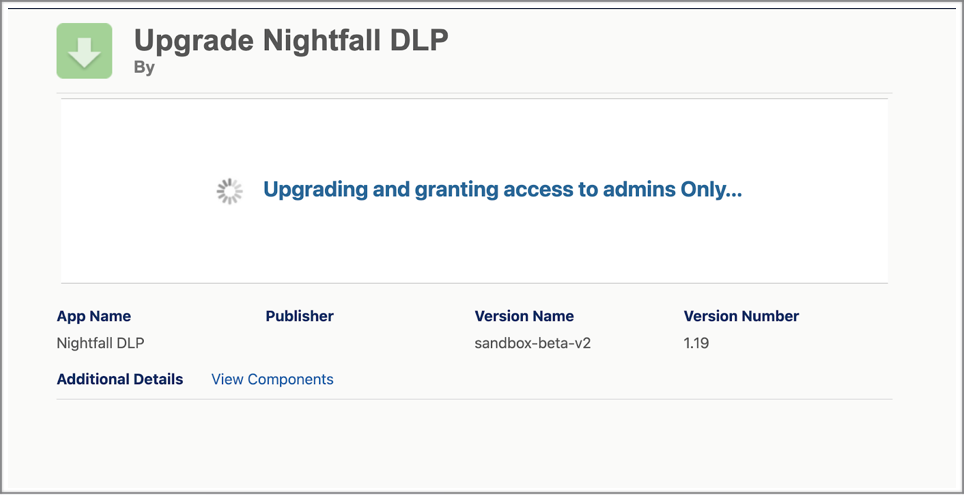 Upgrade Nightfall DLP
By
Upgrading and granting access to admins Only...
App Name Publisher Version Name Version Number
Nightfall DLP sandbox-beta-v2 1.19
Additional Details View Components